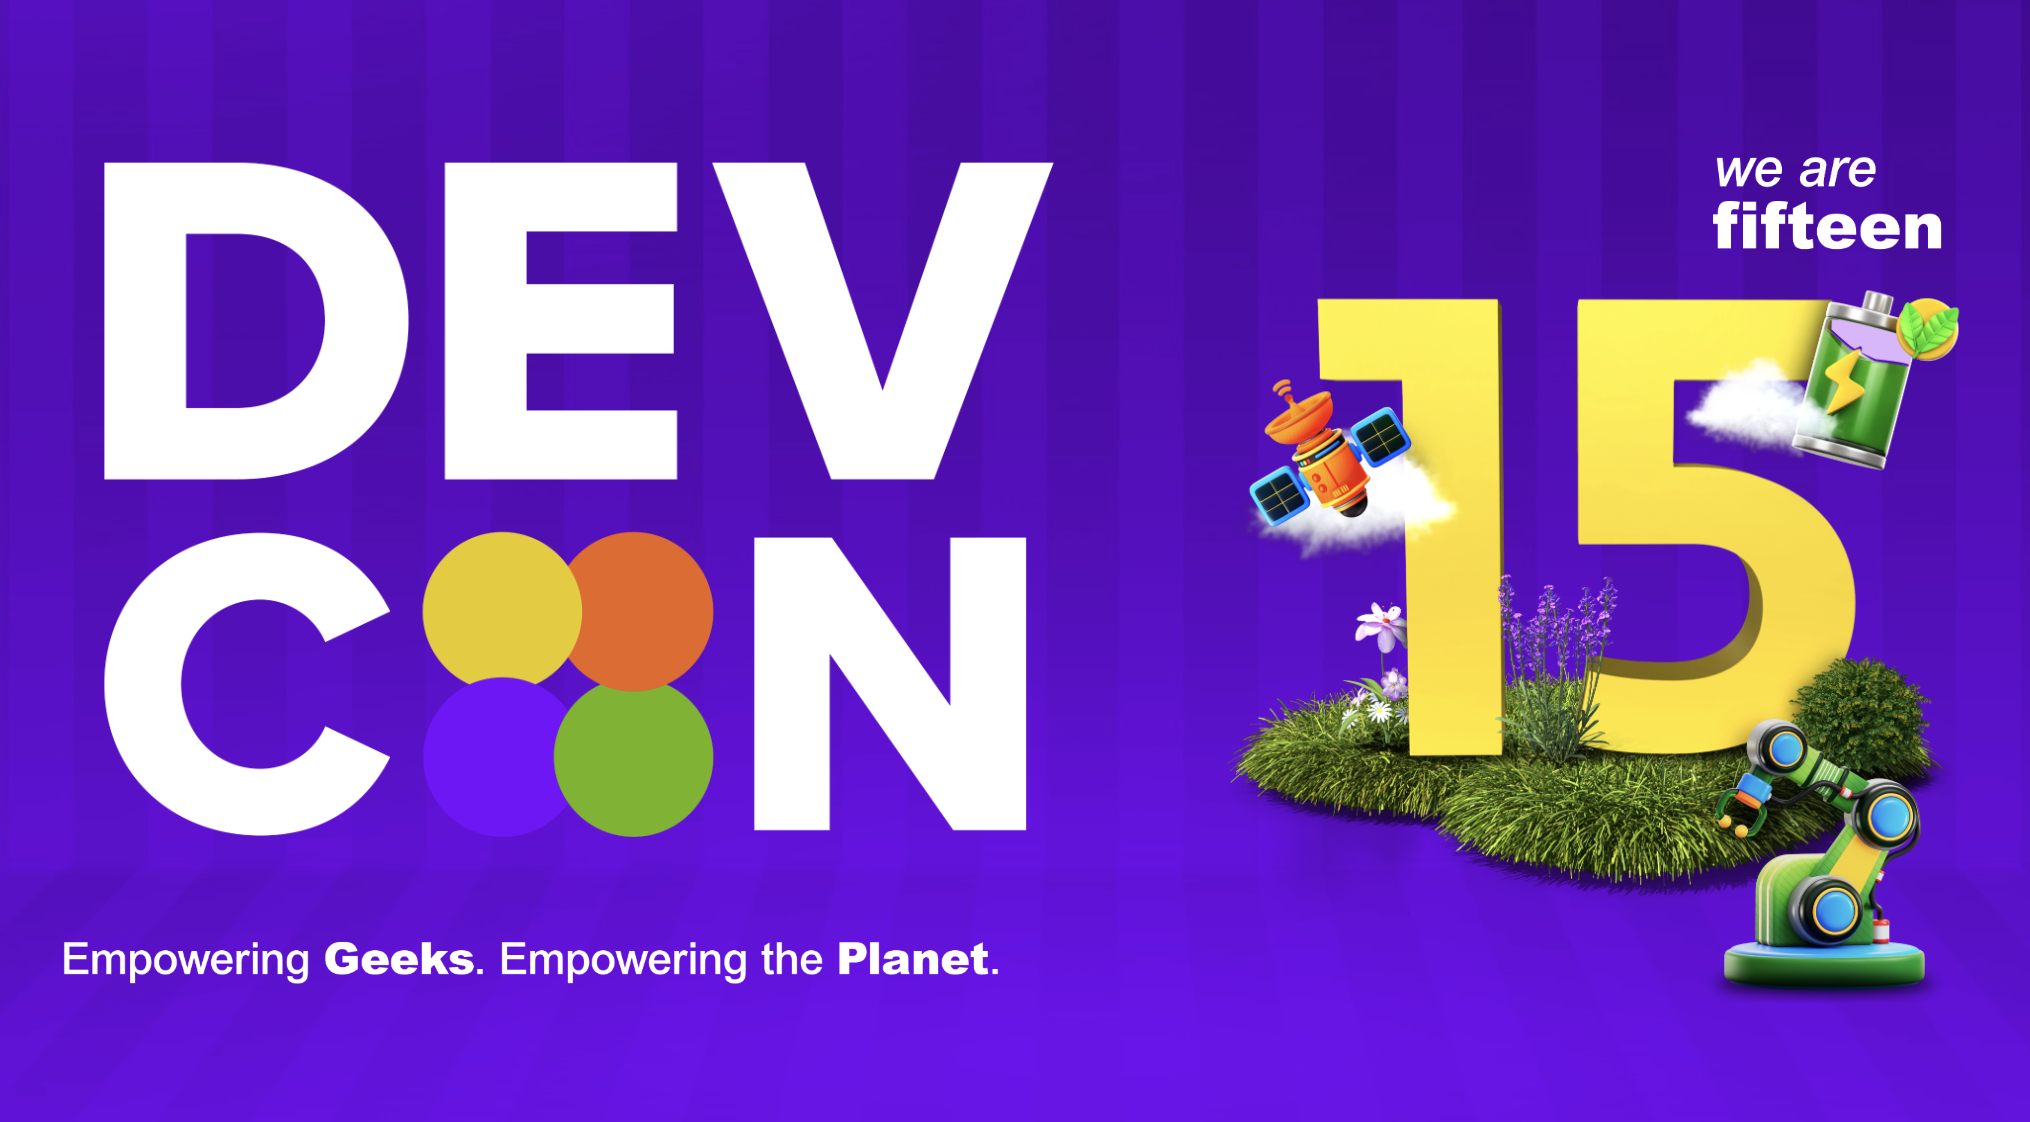 DEV
CON
Empowering Geeks. Empowering the Planet.
we are
fifteen
15